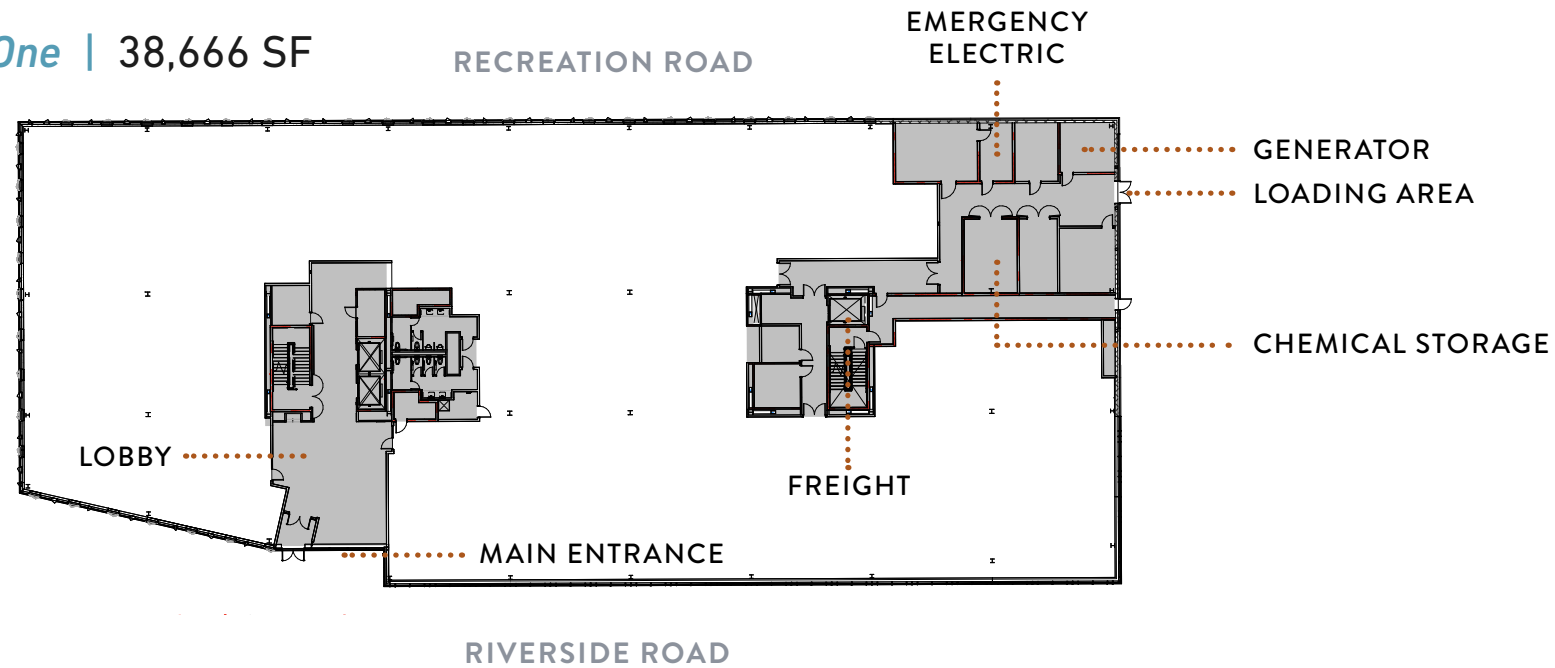 One | 38,666 SF
RECREATION ROAD
EMERGENCY
ELECTRIC
GENERATOR
LOADING AREA
CHEMICAL STORAGE
LOBBY
FREIGHT
MAIN ENTRANCE
RIVERSIDE ROAD